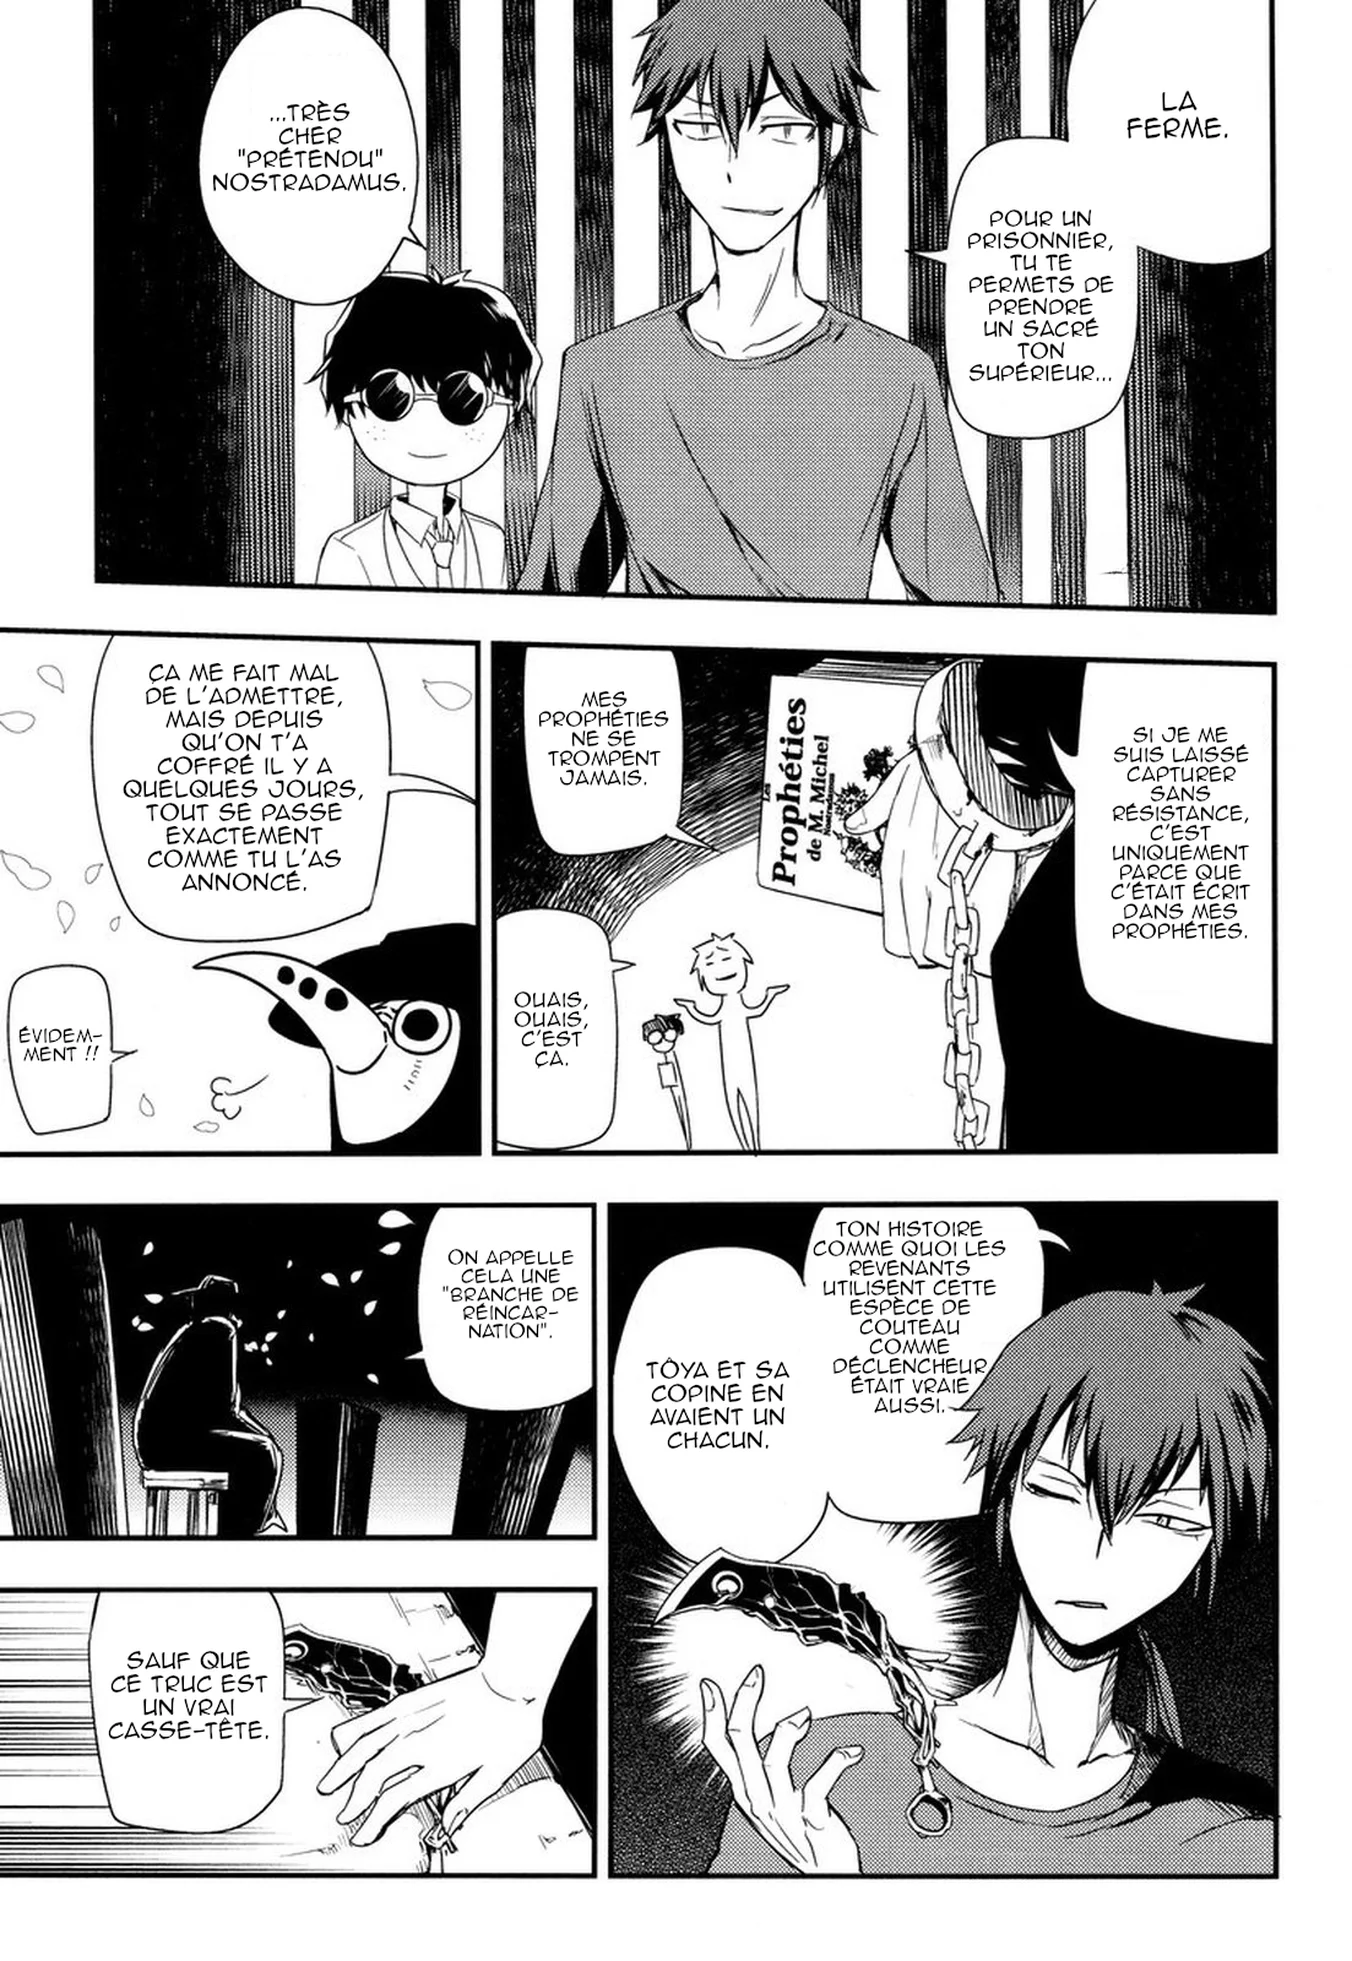 LA
FERME.
POUR UN
PRISONNIER,
TU TE
PERMETS DE
PRENDRE
UN SACRÉ
TON
SUPÉRIEUR...
...TRÈS
CHER
"PRÉTENDU"
NOSTRADAMUS.
SI JE ME
SUIS LAISSÉ
CAPTURER
SANS
RÉSISTANCE,
C'EST
UNIQUEMENT
PARCE QUE
C'ÉTAIT ÉCRIT
DANS MES
PROPHÉTIES.
Les
Prophéties
de M. Michel
Nostradamus
MES
PROPHÉTIES
NE SE
TROMPENT
JAMAIS.
OUAIS,
OUAIS,
C'EST
ÇA.
ÇA ME FAIT MAL
DE L'ADMETTRE,
MAIS DEPUIS
QU'ON T'A
COFFRÉ IL Y A
QUELQUES JOURS,
TOUT SE PASSE
EXACTEMENT
COMME TU L'AS
ANNONCÉ.
ÉVIDEM-
MENT !!
TON HISTOIRE
COMME QUOI LES
REVENANTS
UTILISENT CETTE
ESPÈCE DE
COUTEAU
COMME
DÉCLENCHEUR
ÉTAIT VRAIE
AUSSI.
TÔYA ET SA
COPINE EN
AVAIENT UN
CHACUN.
ON APPELLE
CELA UNE
"BRANCHE DE
RÉINCAR-
NATION".
SAUF QUE
CE TRUC EST
UN VRAI
CASSE-TÊTE.